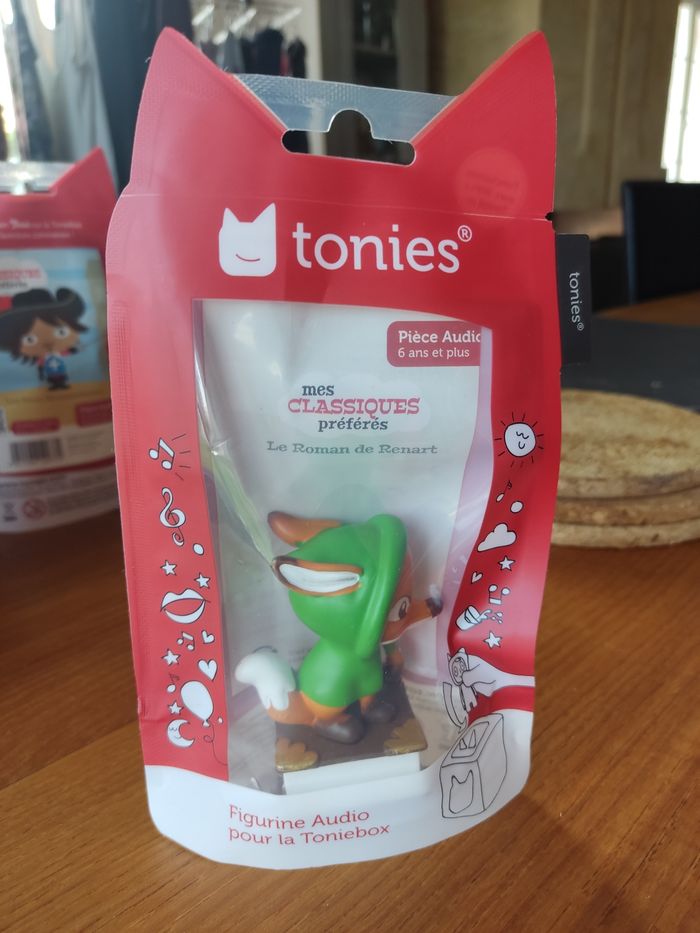 tonies®
tonies®
Pièce Audio
6 ans et plus
mes
CLASSIQUES
préférés
Le Roman de Renart
CLASSIQUES
Figurine Audio
pour la Toniebox